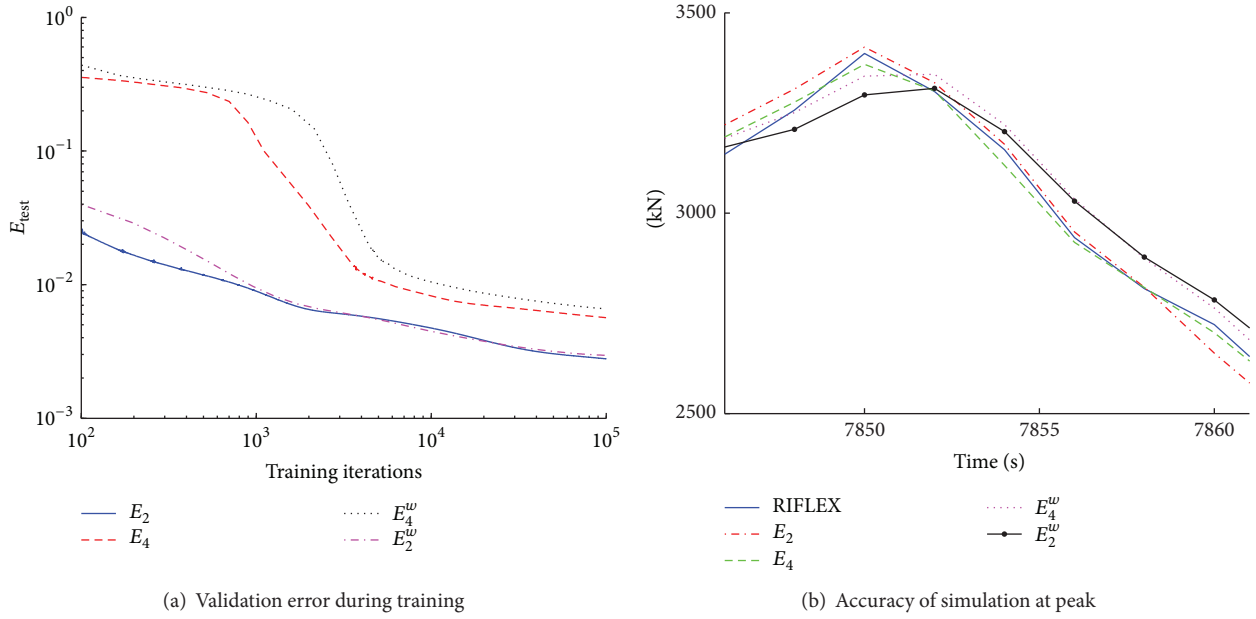 10^0
10^-1
10^-2
10^-3
E_test
10^2
10^3
10^4
10^5
Training iterations
E_2
E_4
E_4^w
E_2^w
(a) Validation error during training
3500
3000
2500
(kN)
7850
7855
7860
Time (s)
RIFLEX
E_2
E_4
E_4^w
E_2^w
(b) Accuracy of simulation at peak